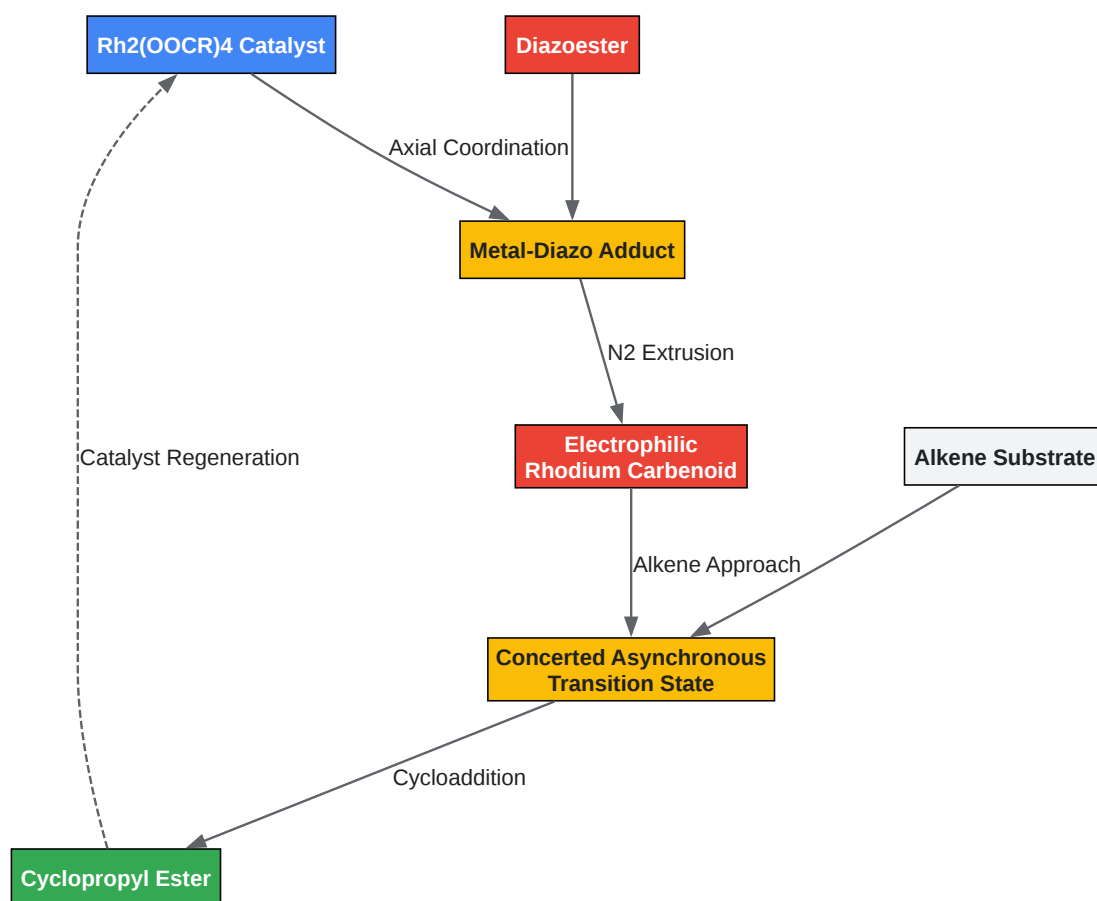 Rh2(OOCR)4 Catalyst
Diazoester
Axial Coordination
Metal-Diazo Adduct
N2 Extrusion
Electrophilic
Rhodium Carbenoid
Alkene Substrate
Catalyst Regeneration
Alkene Approach
Concerted Asynchronous
Transition State
Cycloaddition
Cyclopropyl Ester